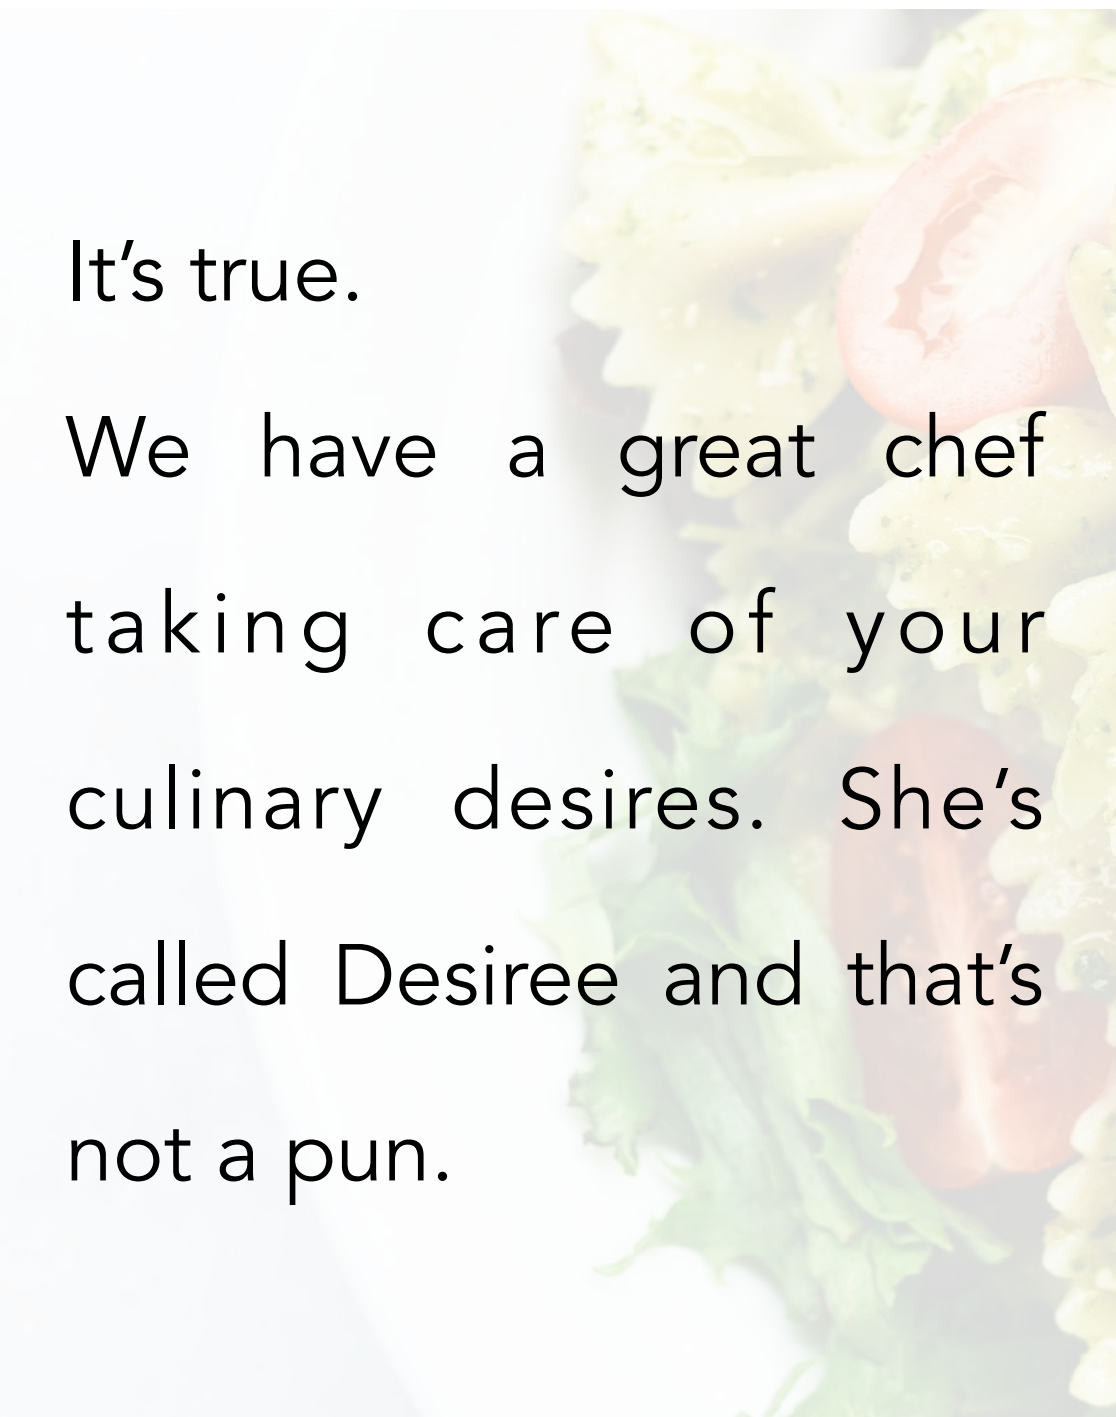 It’s true.
We have a great chef
taking care of your
culinary desires. She’s
called Desiree and that’s
not a pun.